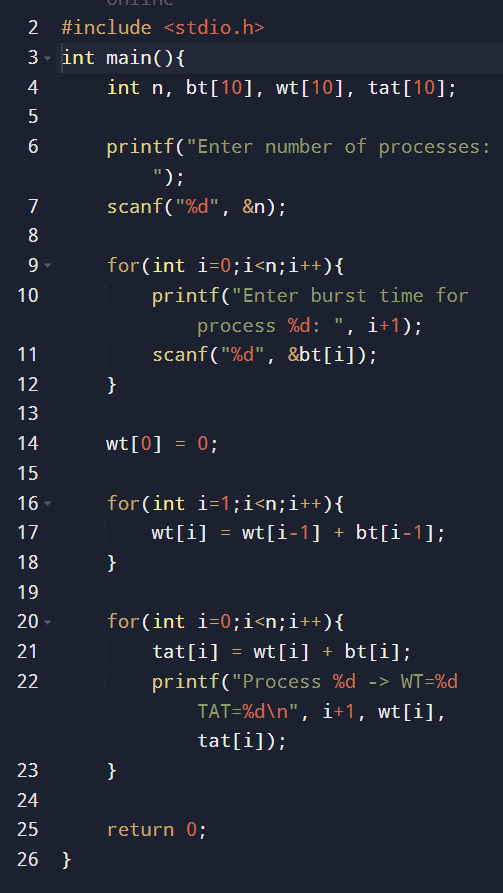 online
2 #include <stdio.h>
3 int main(){
4     int n, bt[10], wt[10], tat[10];
5
6     printf("Enter number of processes:
        ");
7     scanf("%d", &n);
8
9     for(int i=0;i<n;i++){
10         printf("Enter burst time for
            process %d: ", i+1);
11         scanf("%d", &bt[i]);
12     }
13
14     wt[0] = 0;
15
16     for(int i=1;i<n;i++){
17         wt[i] = wt[i-1] + bt[i-1];
18     }
19
20     for(int i=0;i<n;i++){
21         tat[i] = wt[i] + bt[i];
22         printf("Process %d -> WT=%d
            TAT=%d\n", i+1, wt[i],
            tat[i]);
23     }
24
25     return 0;
26 }